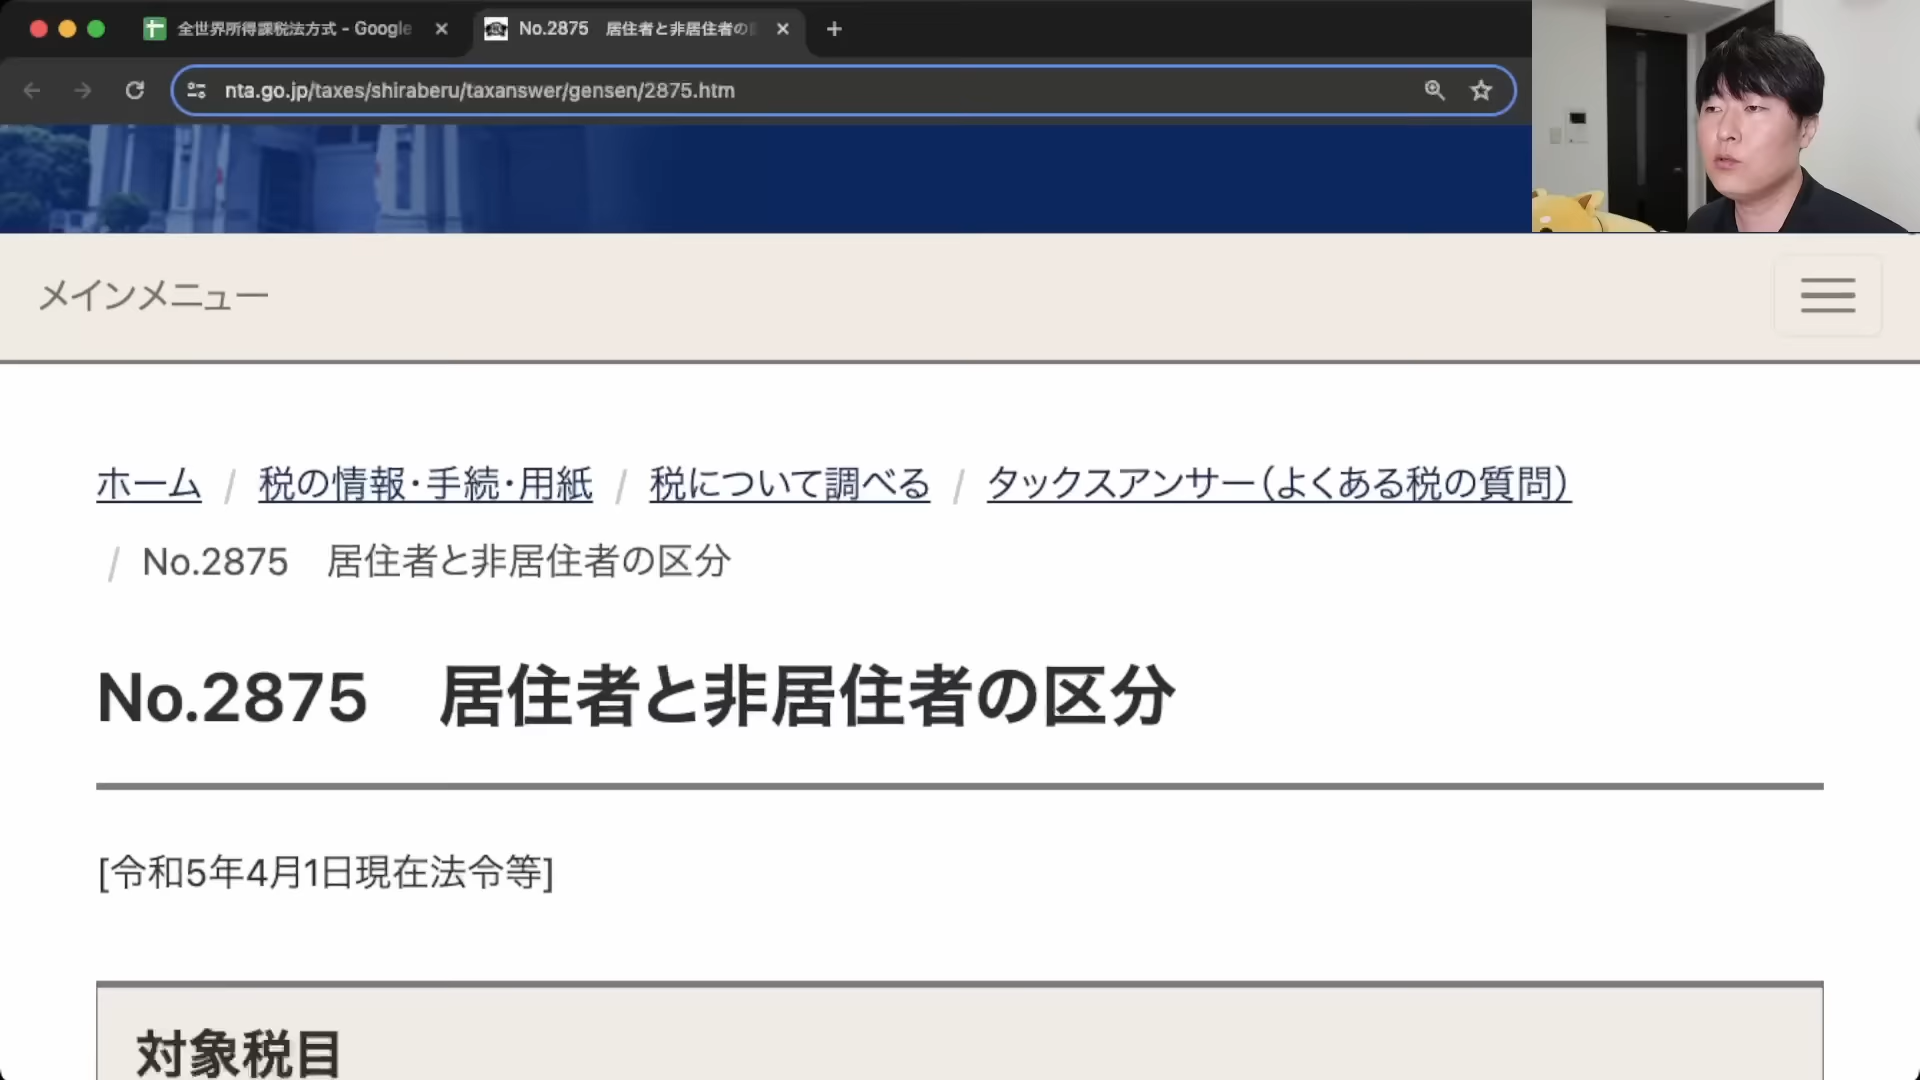 全世界所得課税法方式 - Google
No.2875　居住者と非居住者の
nta.go.jp/taxes/shiraberu/taxanswer/gensen/2875.htm
メインメニュー
ホーム / 税の情報・手続・用紙 / 税について調べる / タックスアンサー（よくある税の質問）
/ No.2875　居住者と非居住者の区分
No.2875　居住者と非居住者の区分
[令和5年4月1日現在法令等]
対象税目